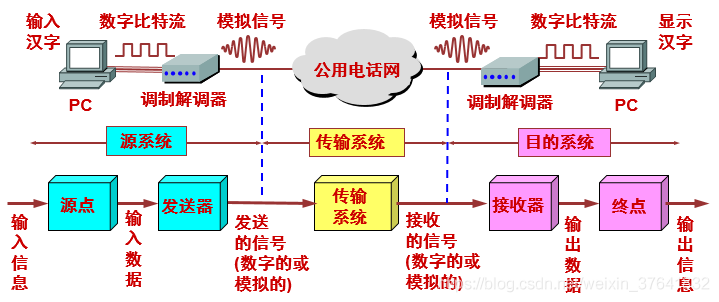 输入
汉字
数字比特流
模拟信号
模拟信号
数字比特流
显示
汉字
公用电话网
PC
调制解调器
调制解调器
PC
源系统
传输系统
目的系统
源点
发送器
传输
系统
接收器
终点
输入信息
输入数据
发送
的信号
(数字的或
模拟的)
接收
的信号
(数字的或
模拟的)
输出数据
输出信息